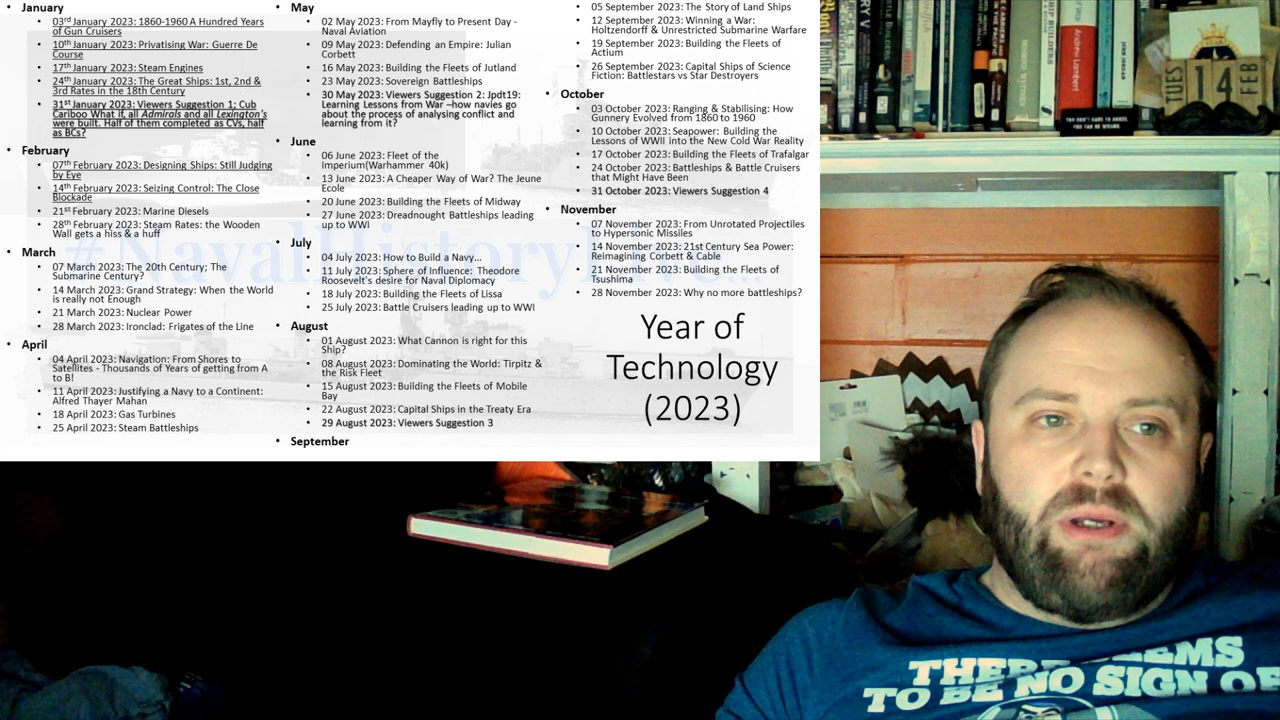 January
03rd January 2023: 1860-1960 A Hundred Years
of Gun Cruisers
10th January 2023: Privatising War: Guerre De
Course
17th January 2023: Steam Engines
24th January 2023: The Great Ships: 1st, 2nd &
3rd Rates in the 18th Century
31st January 2023: Viewers Suggestion 1; Cub
Cariboo What if, all Admirals and all Lexington's
were built. Half of them completed as CVs, half
as BCs?
February
07th February 2023: Designing Ships: Still Judging
by Eye
14th February 2023: Seizing Control: The Close
Blockade
21st February 2023: Marine Diesels
28th February 2023: Steam Rates: the Wooden
Wall gets a hiss & a huff
March
07 March 2023: The 20th Century; The
Submarine Century?
14 March 2023: Grand Strategy: When the World
is really not Enough
21 March 2023: Nuclear Power
28 March 2023: Ironclad: Frigates of the Line
April
04 April 2023: Navigation: From Shores to
Satellites - Thousands of Years of getting from A
to B!
11 April 2023: Justifying a Navy to a Continent:
Alfred Thayer Mahan
18 April 2023: Gas Turbines
25 April 2023: Steam Battleships
May
02 May 2023: From Mayfly to Present Day -
Naval Aviation
09 May 2023: Defending an Empire: Julian
Corbett
16 May 2023: Building the Fleets of Jutland
23 May 2023: Sovereign Battleships
30 May 2023: Viewers Suggestion 2: Jpdt19:
Learning Lessons from War –how navies go
about the process of analysing conflict and
learning from it?
June
06 June 2023: Fleet of the
Imperium(Warhammer 40k)
13 June 2023: A Cheaper Way of War? The Jeune
Ecole
20 June 2023: Building the Fleets of Midway
27 June 2023: Dreadnought Battleships leading
up to WWI
July
04 July 2023: How to Build a Navy...
11 July 2023: Sphere of Influence: Theodore
Roosevelt's desire for Naval Diplomacy
18 July 2023: Building the Fleets of Lissa
25 July 2023: Battle Cruisers leading up to WWI
August
01 August 2023: What Cannon is right for this
Ship?
08 August 2023: Dominating the World: Tirpitz &
the Risk Fleet
15 August 2023: Building the Fleets of Mobile
Bay
22 August 2023: Capital Ships in the Treaty Era
29 August 2023: Viewers Suggestion 3
September
05 September 2023: The Story of Land Ships
12 September 2023: Winning a War:
Holtzendorff & Unrestricted Submarine Warfare
19 September 2023: Building the Fleets of
Actium
26 September 2023: Capital Ships of Science
Fiction: Battlestars vs Star Destroyers
October
03 October 2023: Ranging & Stabilising: How
Gunnery Evolved from 1860 to 1960
10 October 2023: Seapower: Building the
Lessons of WWII into the New Cold War Reality
17 October 2023: Building the Fleets of Trafalgar
24 October 2023: Battleships & Battle Cruisers
that Might Have Been
31 October 2023: Viewers Suggestion 4
November
07 November 2023: From Unrotated Projectiles
to Hypersonic Missiles
14 November 2023: 21st Century Sea Power:
Reimagining Corbett & Cable
21 November 2023: Building the Fleets of
Tsushima
28 November 2023: Why no more battleships?
Year of
Technology
(2023)
Andrew Lambert
TUES
14
FEB
THERE SEEMS
TO BE NO SIGN OF